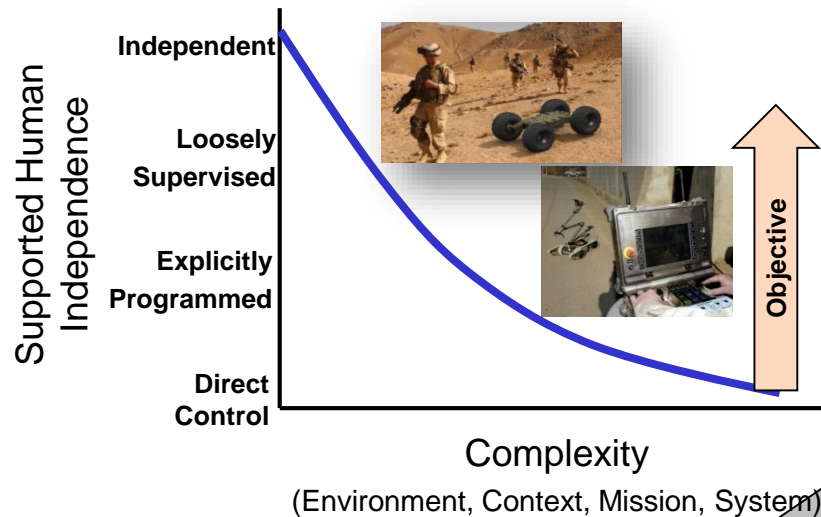 Supported Human
Independence
Independent
Loosely
Supervised
Explicitly
Programmed
Direct
Control
Objective
Complexity
(Environment, Context, Mission, System)